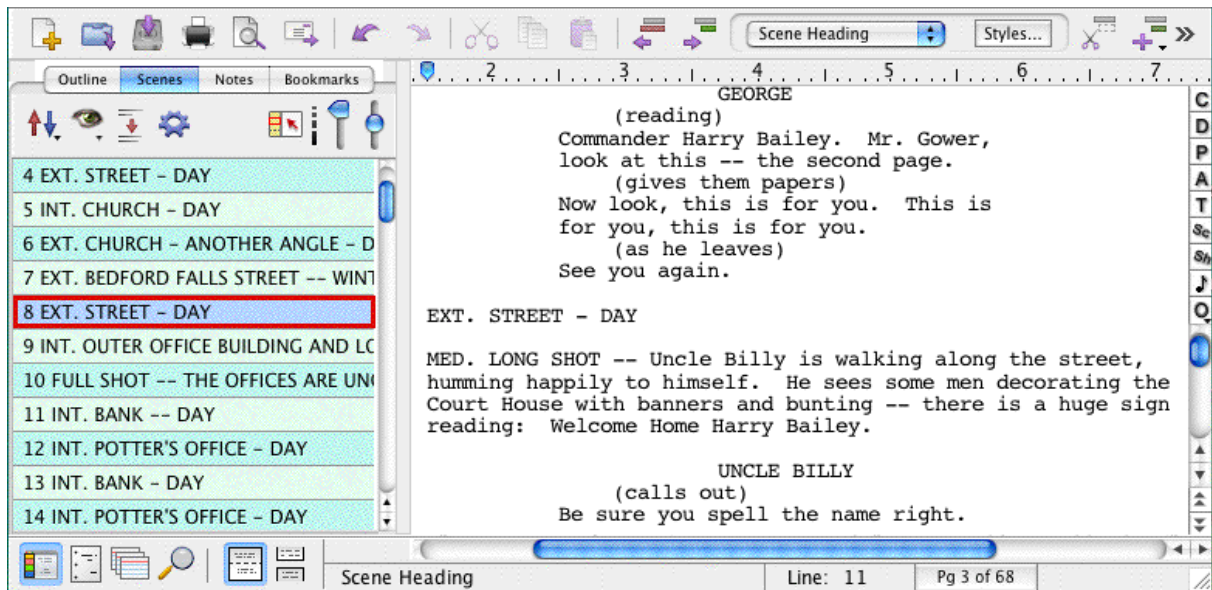 Scene Heading
Styles...
Outline Scenes Notes Bookmarks
4 EXT. STREET – DAY
5 INT. CHURCH – DAY
6 EXT. CHURCH – ANOTHER ANGLE – D
7 EXT. BEDFORD FALLS STREET -- WINT
8 EXT. STREET – DAY
9 INT. OUTER OFFICE BUILDING AND LO
10 FULL SHOT -- THE OFFICES ARE UN
11 INT. BANK -- DAY
12 INT. POTTER'S OFFICE – DAY
13 INT. BANK – DAY
14 INT. POTTER'S OFFICE – DAY
2 3 4 5 6 7
GEORGE
(reading)
Commander Harry Bailey. Mr. Gower,
look at this -- the second page.
(gives them papers)
Now look, this is for you. This is
for you, this is for you.
(as he leaves)
See you again.
EXT. STREET – DAY
MED. LONG SHOT -- Uncle Billy is walking along the street,
humming happily to himself. He sees some men decorating the
Court House with banners and bunting -- there is a huge sign
reading: Welcome Home Harry Bailey.
UNCLE BILLY
(calls out)
Be sure you spell the name right.
C
D
P
A
T
Sc
Sh
Q
Scene Heading
Line: 11
Pg 3 of 68